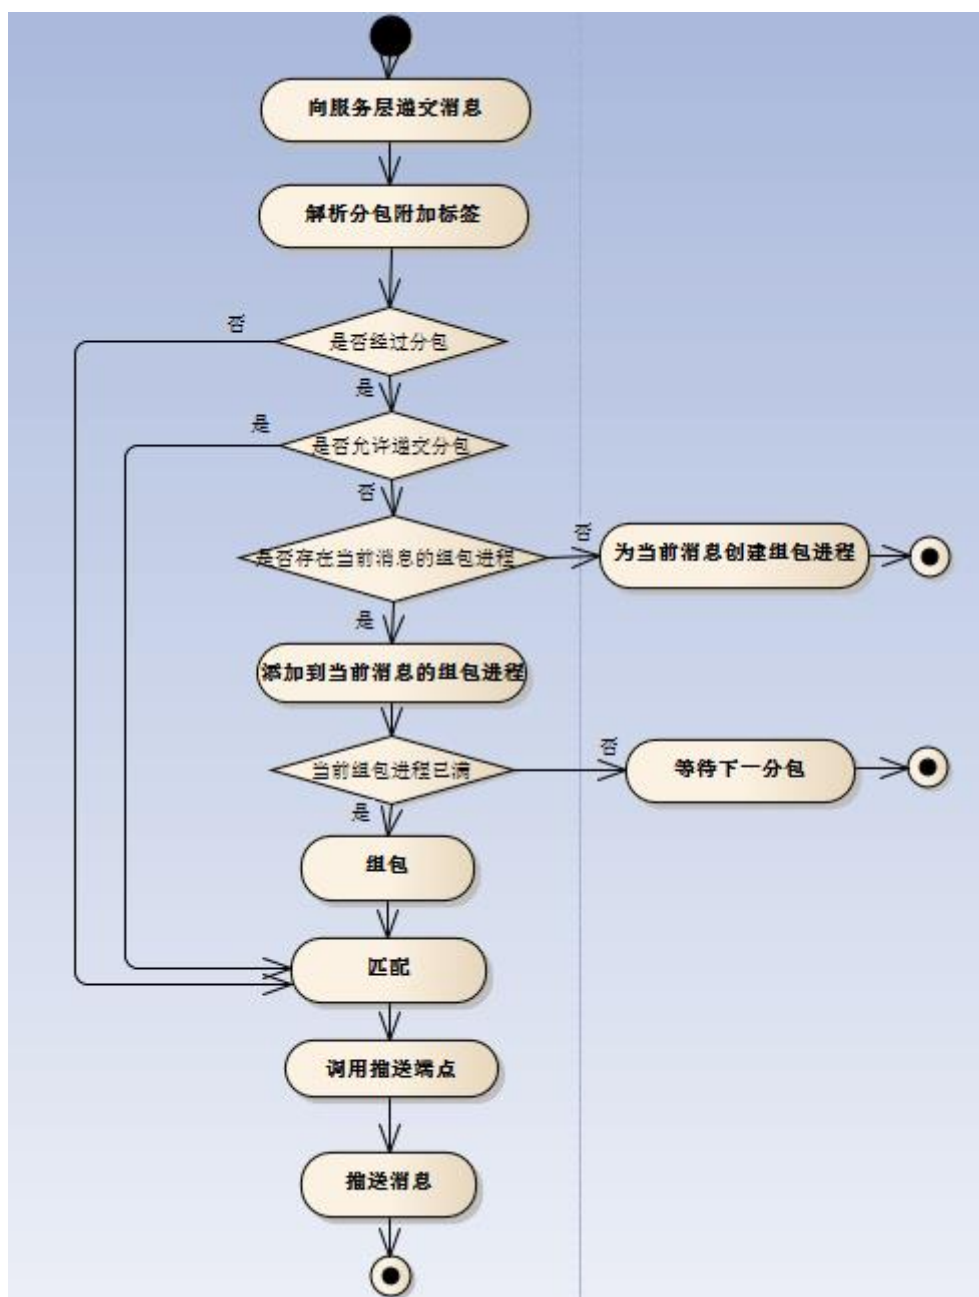 向服务层递交消息
解析分包附加标签
否
是否经过分包
是
是
是否允许递交分包
否
否
是否存在当前消息的组包进程
为当前消息创建组包进程
是
添加到当前消息的组包进程
否
当前组包进程已满
等待下一分包
是
组包
匹配
调用推送端点
推送消息